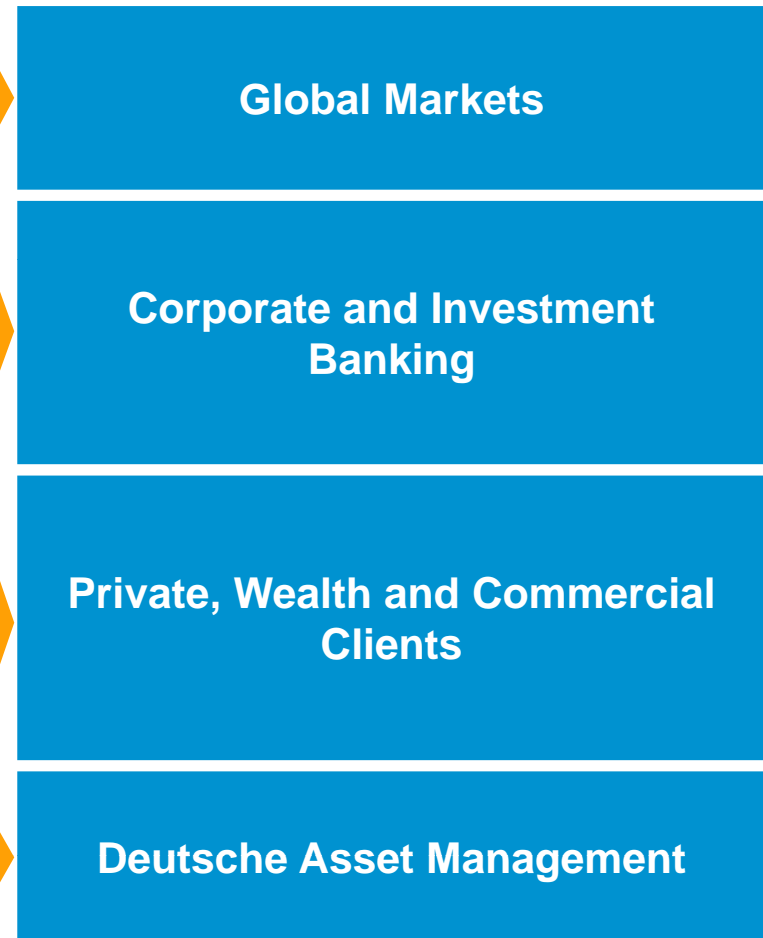 Global Markets
Corporate and Investment
Banking
Private, Wealth and Commercial
Clients
Deutsche Asset Management